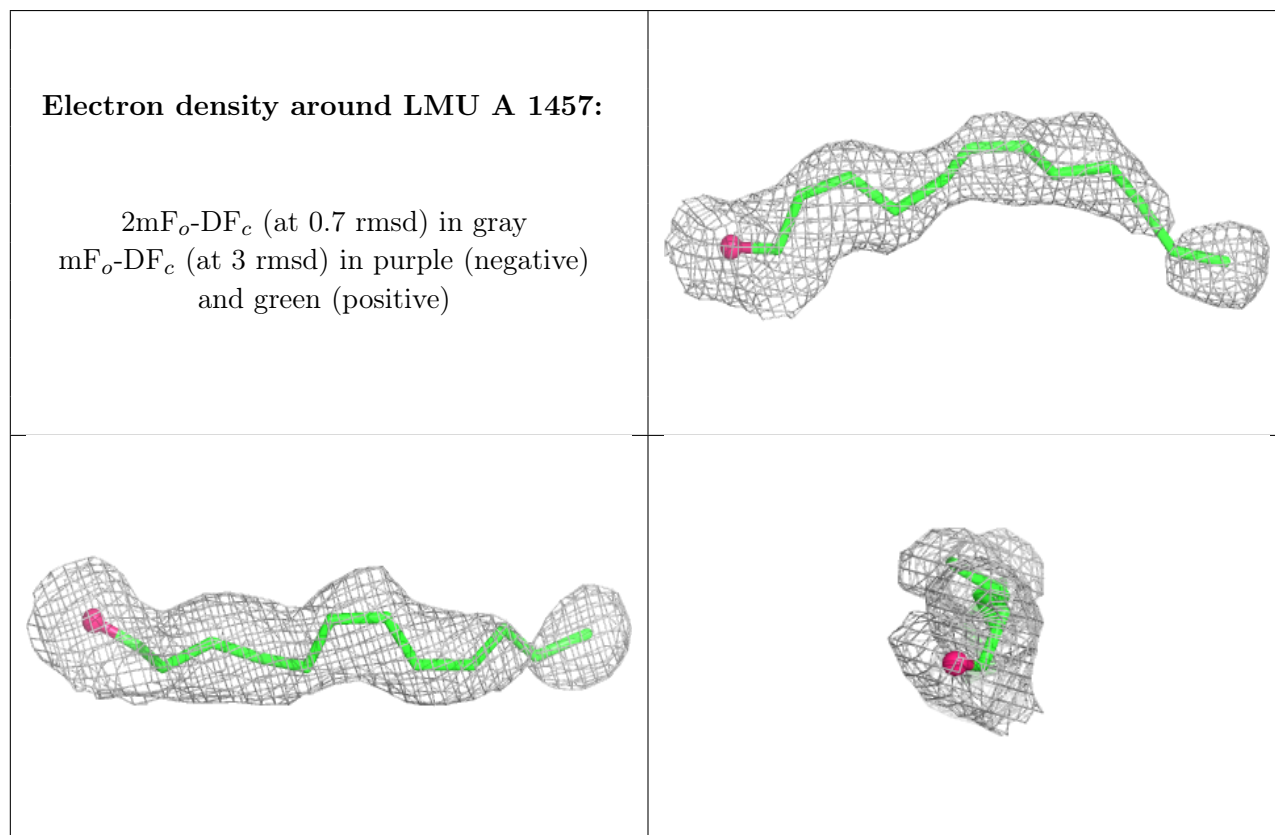 Electron density around LMU A 1457:
2mFo-DFc (at 0.7 rmsd) in gray
mFo-DFc (at 3 rmsd) in purple (negative)
and green (positive)